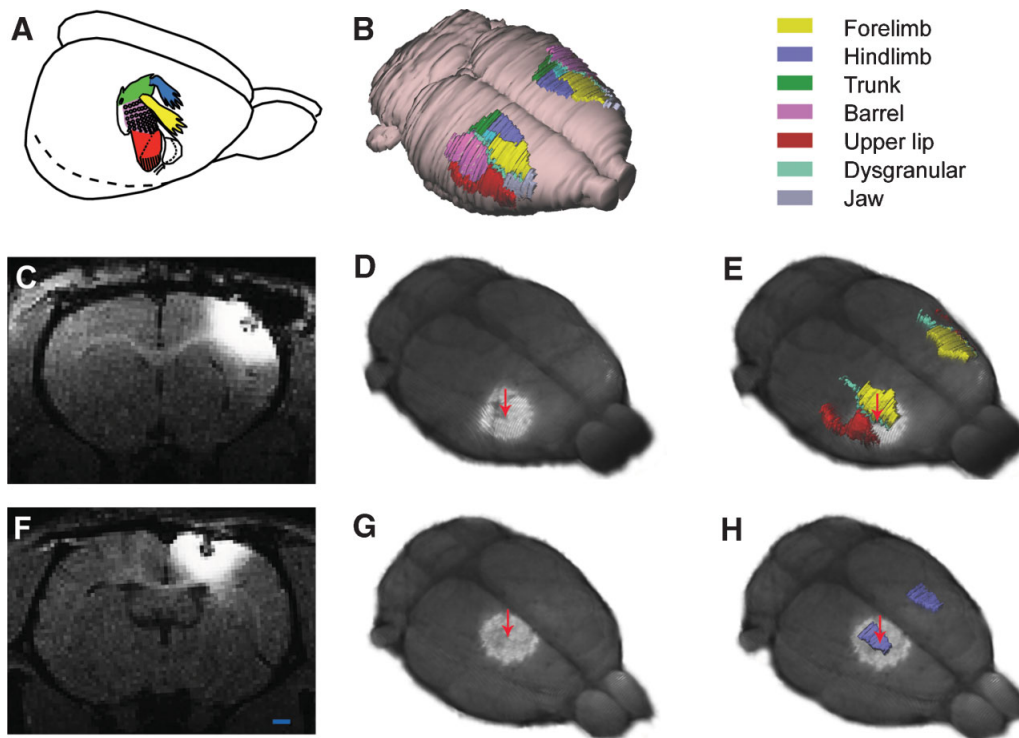 A
B
Forelimb
Hindlimb
Trunk
Barrel
Upper lip
Dysgranular
Jaw
C
D
E
F
G
H